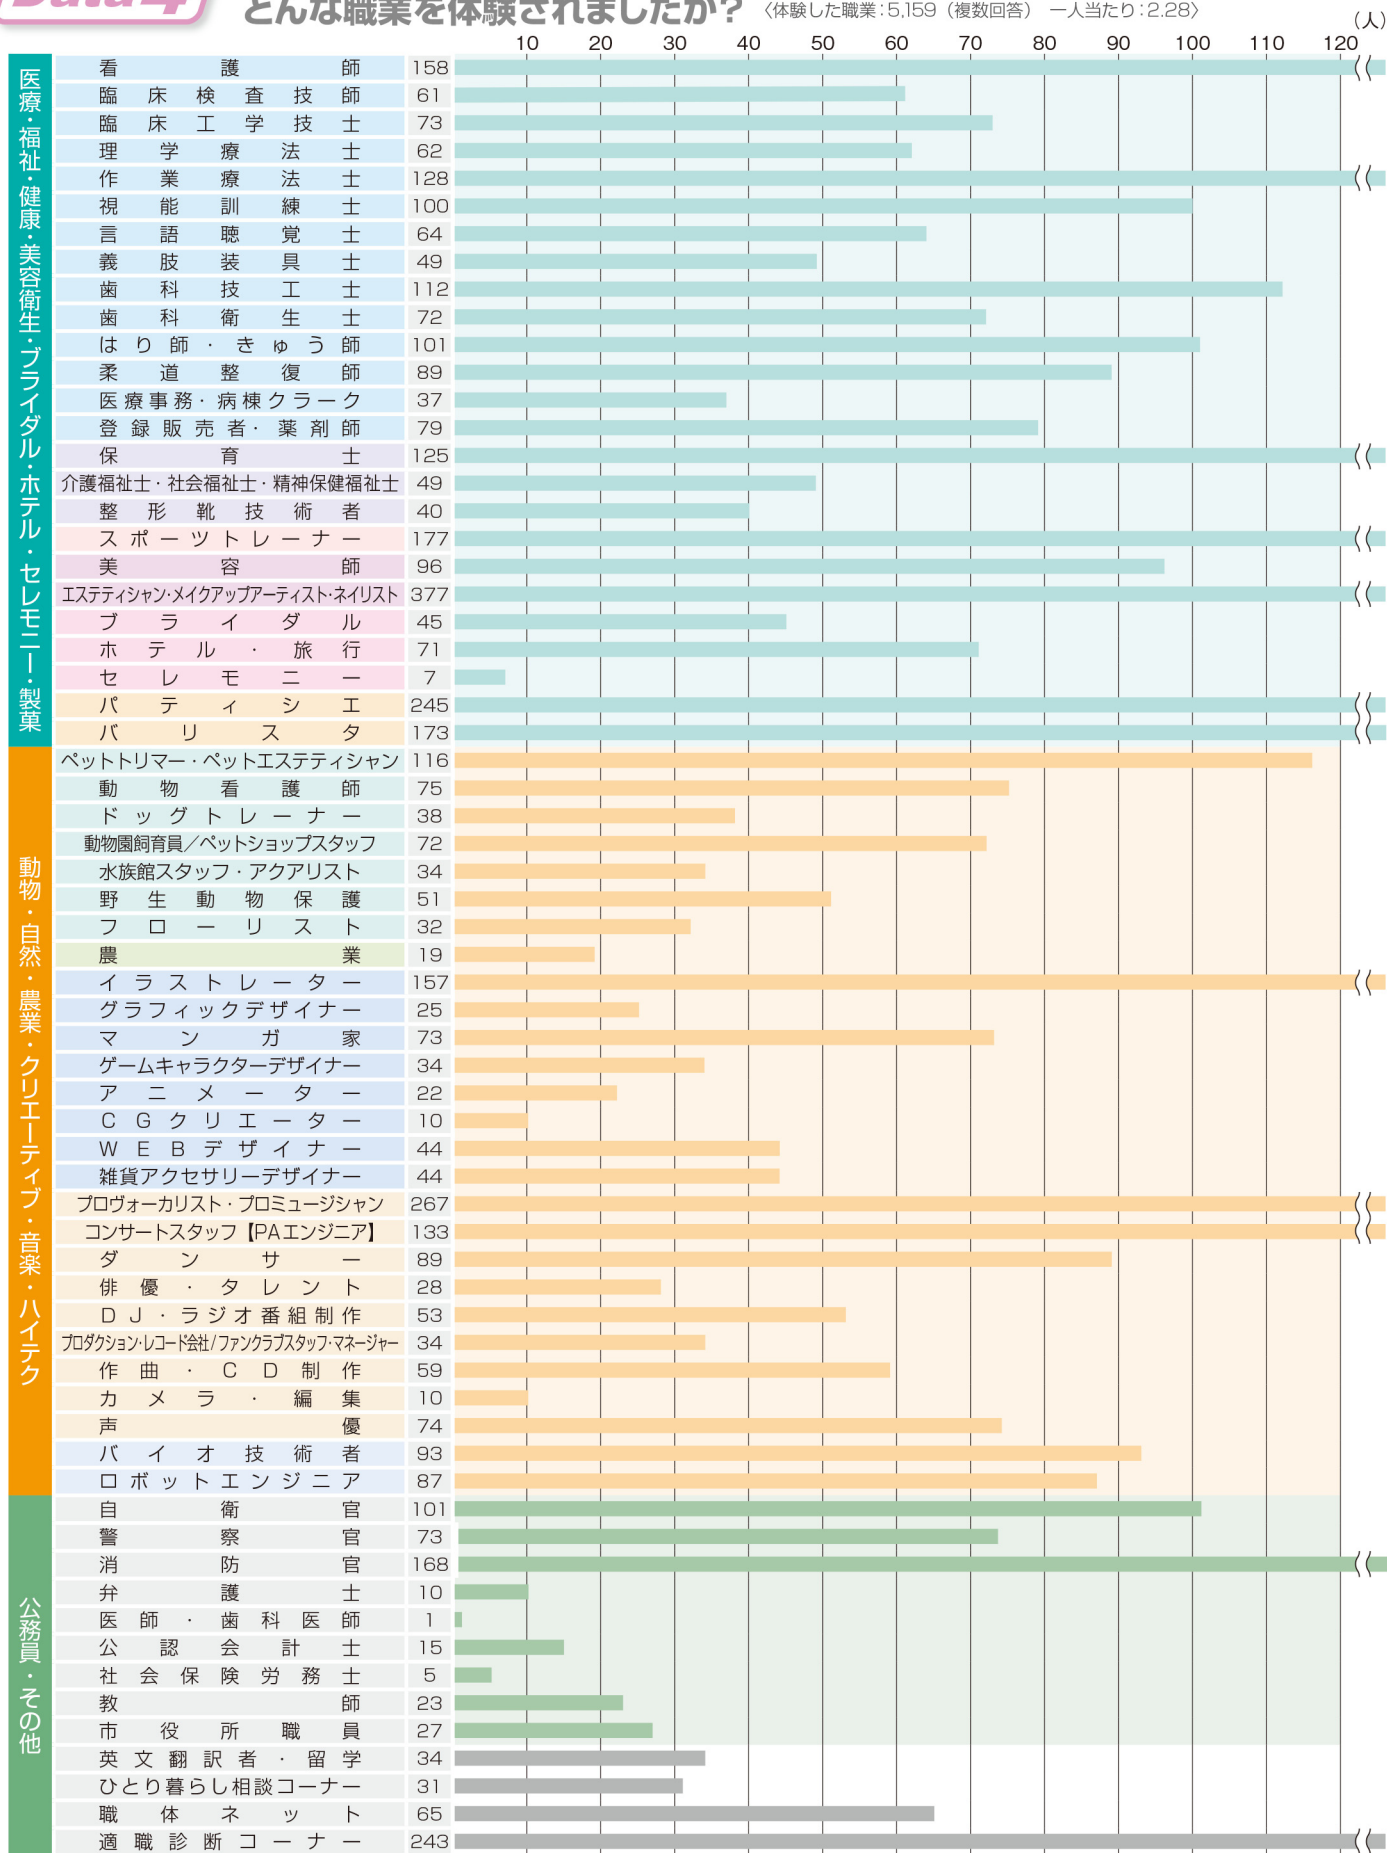 Data4
どんな職業を体験されましたか？ 〈体験した職業：5,159（複数回答） 一人当たり：2.28〉
（人）
10 20 30 40 50 60 70 80 90 100 110 120
医療・福祉・健康・美容衛生・ブライダル・ホテル・セレモニー・製菓
看護師 158
臨床検査技師 61
臨床工学技士 73
理学療法士 62
作業療法士 128
視能訓練士 100
言語聴覚士 64
義肢装具士 49
歯科技工士 112
歯科衛生士 72
はり師・きゅう師 101
柔道整復師 89
医療事務・病棟クラーク 37
登録販売者・薬剤師 79
保育士 125
介護福祉士・社会福祉士・精神保健福祉士 49
整形靴技術者 40
スポーツトレーナー 177
美容師 96
エステティシャン・メイクアップアーティスト・ネイリスト 377
ブライダル 45
ホテル・旅行 71
セレモニー 7
パティシエ 245
バリスタ 173
動物・自然・農業・クリエーティブ・音楽・ハイテク
ペットトリマー・ペットエステティシャン 116
動物看護師 75
ドッグトレーナー 38
動物園飼育員／ペットショップスタッフ 72
水族館スタッフ・アクアリスト 34
野生動物保護 51
フローリスト 32
農業 19
イラストレーター 157
グラフィックデザイナー 25
マンガ家 73
ゲームキャラクターデザイナー 34
アニメーター 22
CGクリエーター 10
WEBデザイナー 44
雑貨アクセサリーデザイナー 44
プロヴォーカリスト・プロミュージシャン 267
コンサートスタッフ【PAエンジニア】 133
ダンサー 89
俳優・タレント 28
DJ・ラジオ番組制作 53
プロダクション・レコード会社/ファンクラブスタッフ・マネージャー 34
作曲・CD制作 59
カメラ・編集 10
声優 74
バイオ技術者 93
ロボットエンジニア 87
公務員・その他
自衛官 101
警察官 73
消防官 168
弁護士 10
医師・歯科医師 1
公認会計士 15
社会保険労務士 5
教師 23
市役所職員 27
英文翻訳者・留学 34
ひとり暮らし相談コーナー 31
職体ネット 65
適職診断コーナー 243